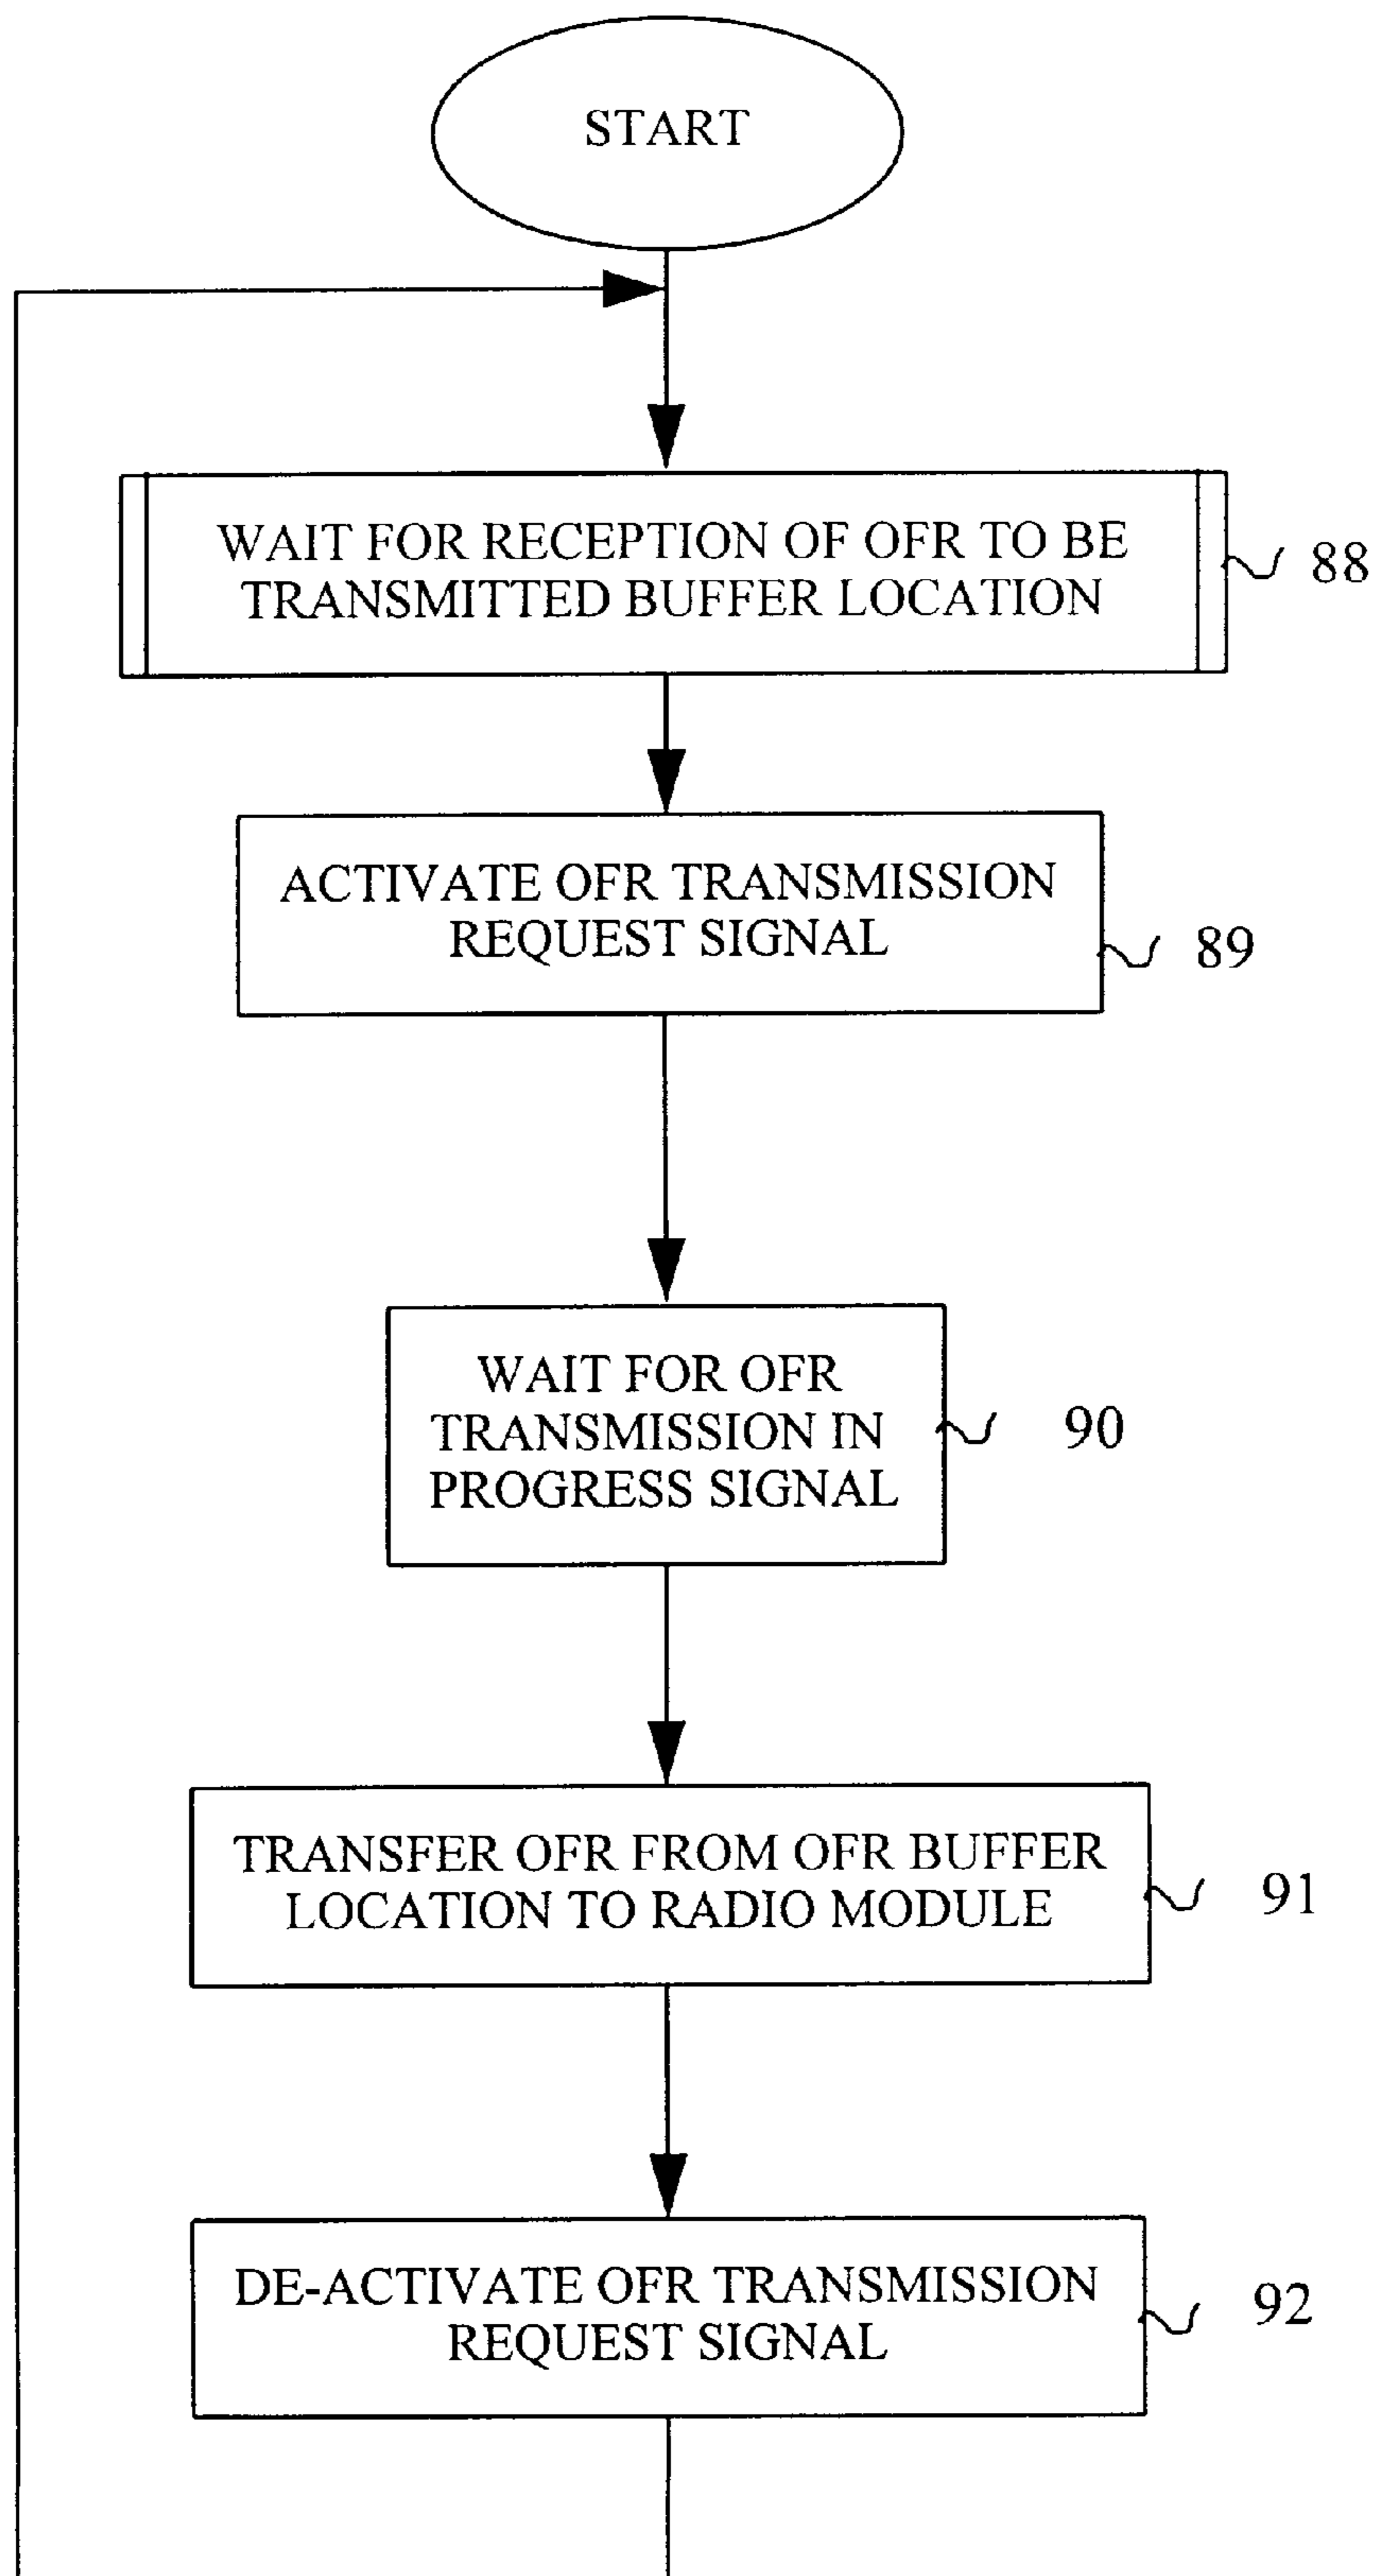 START
WAIT FOR RECEPTION OF OFR TO BE
TRANSMITTED BUFFER LOCATION
88
ACTIVATE OFR TRANSMISSION
REQUEST SIGNAL
89
WAIT FOR OFR
TRANSMISSION IN
PROGRESS SIGNAL
90
TRANSFER OFR FROM OFR BUFFER
LOCATION TO RADIO MODULE
91
DE-ACTIVATE OFR TRANSMISSION
REQUEST SIGNAL
92